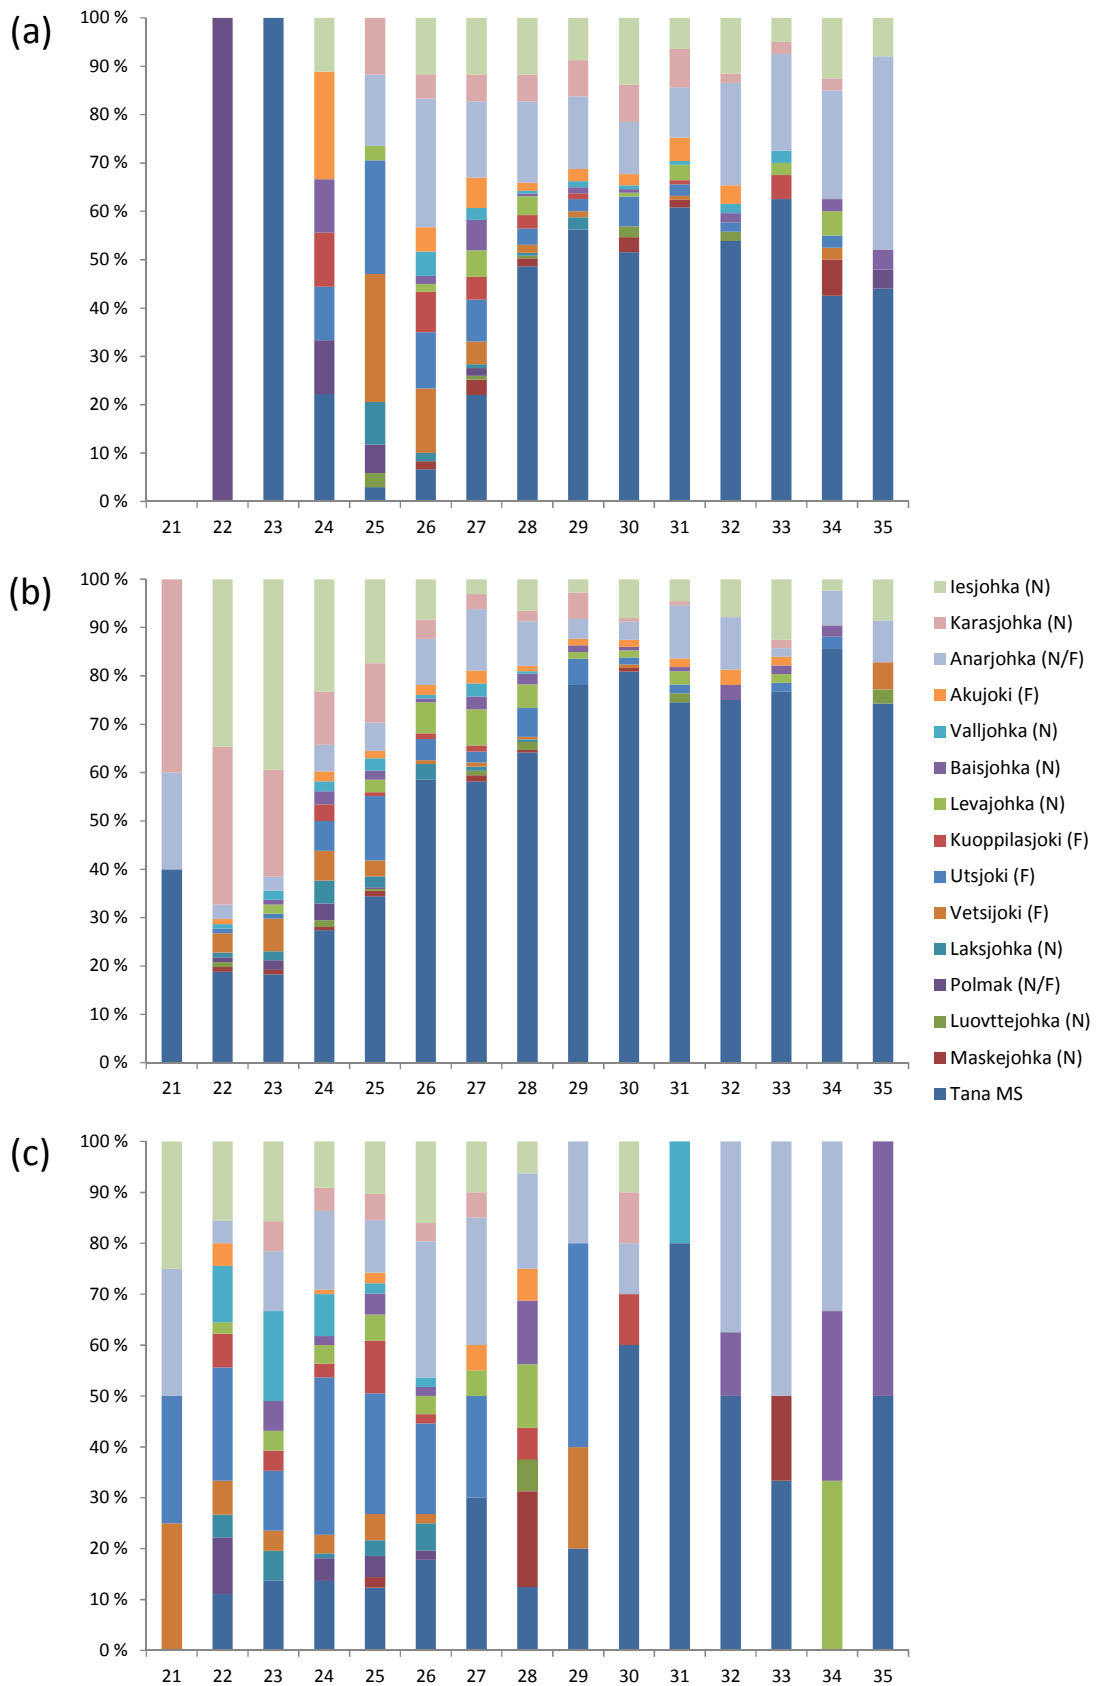 (a)
100 %
90 %
80 %
70 %
60 %
50 %
40 %
30 %
20 %
10 %
0 %
21 22 23 24 25 26 27 28 29 30 31 32 33 34 35
(b)
100 %
90 %
80 %
70 %
60 %
50 %
40 %
30 %
20 %
10 %
0 %
21 22 23 24 25 26 27 28 29 30 31 32 33 34 35
Iesjohka (N)
Karasjohka (N)
Anarjohka (N/F)
Akujoki (F)
Valljohka (N)
Baisjohka (N)
Levajohka (N)
Kuoppilasjoki (F)
Utsjoki (F)
Vetsijoki (F)
Laksjohka (N)
Polmak (N/F)
Luovttejohka (N)
Maskejohka (N)
Tana MS
(c)
100 %
90 %
80 %
70 %
60 %
50 %
40 %
30 %
20 %
10 %
0 %
21 22 23 24 25 26 27 28 29 30 31 32 33 34 35